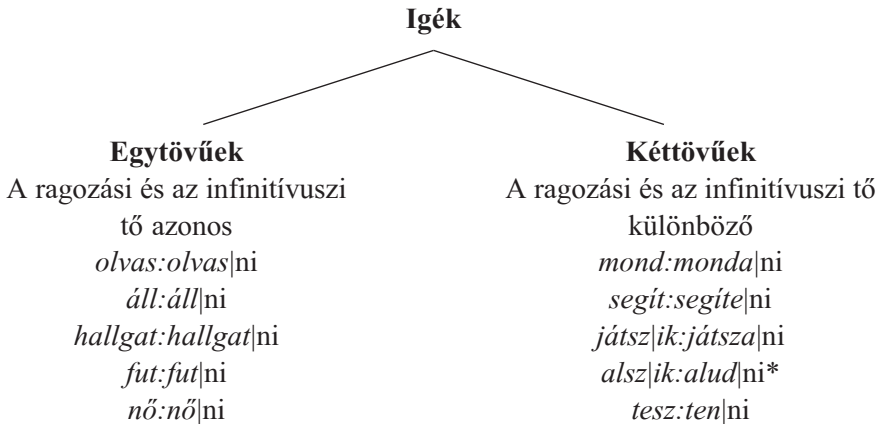 Igék
Egytövűek
A ragozási és az infinitívuszi
tő azonos
olvas:olvas|ni
áll:áll|ni
hallgat:hallgat|ni
fut:fut|ni
nő:nő|ni
Kéttövűek
A ragozási és az infinitívuszi tő
különböző
mond:monda|ni
segít:segíte|ni
játsz|ik:játsza|ni
alsz|ik:alud|ni*
tesz:ten|ni